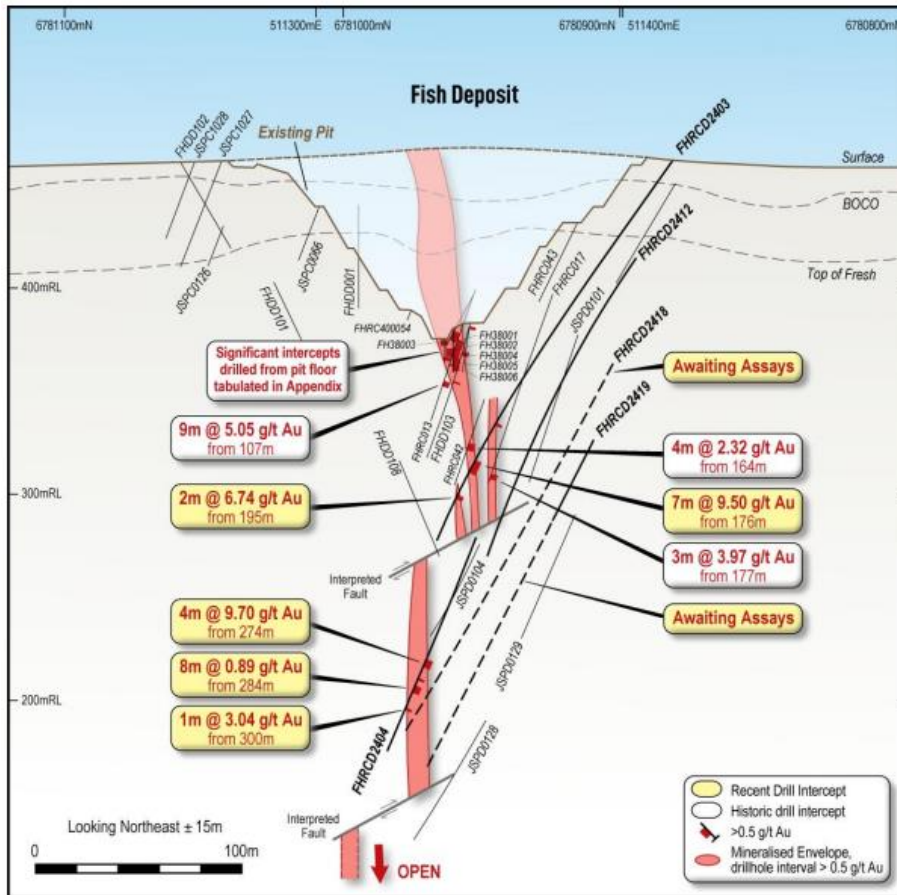 6781100mN
511300mE
6781000mN
6780900mN
511400mE
6780800mN
Fish Deposit
FHDD102
JSPC1028
JSPC1027
Existing Pit
FHRCD2403
Surface
BOCO
FHRCD2412
Top of Fresh
JSPC0126
JSPC0066
FHDD001
FHDD101
FHRC043
FHRC017
JSPD0101
400mRL
FHRC400054
FH38003
FH38001
FH38002
FH38004
FH38005
FH38006
FHRCD2418
Significant intercepts
drilled from pit floor
tabulated in Appendix
Awaiting Assays
FHRCD2419
9m @ 5.05 g/t Au
from 107m
FHRC013
FHDD103
FHRC042
FHDD106
4m @ 2.32 g/t Au
from 164m
300mRL
2m @ 6.74 g/t Au
from 195m
7m @ 9.50 g/t Au
from 176m
3m @ 3.97 g/t Au
from 177m
Interpreted
Fault
JSPD0104
Awaiting Assays
4m @ 9.70 g/t Au
from 274m
JSPD0129
8m @ 0.89 g/t Au
from 284m
200mRL
1m @ 3.04 g/t Au
from 300m
FHRCD2404
JSPD0128
Interpreted
Fault
OPEN
Looking Northeast ± 15m
0
100m
Recent Drill Intercept
Historic drill intercept
>0.5 g/t Au
Mineralised Envelope,
drillhole interval > 0.5 g/t Au